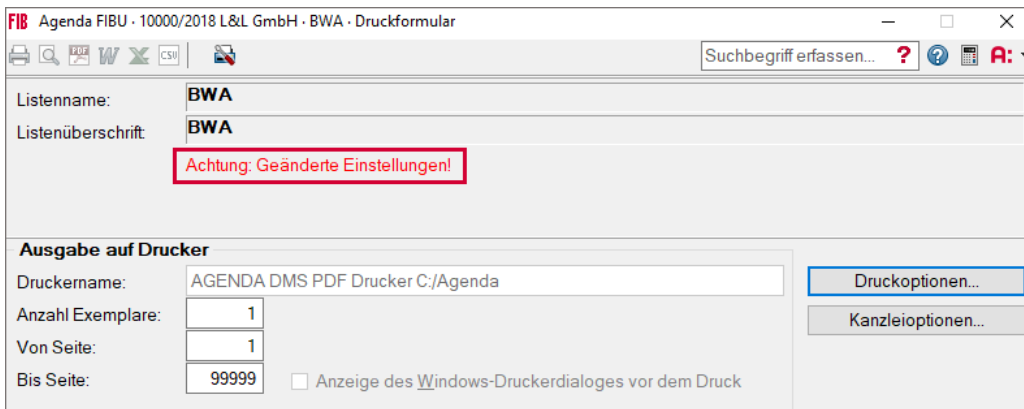 FIB Agenda FIBU · 10000/2018 L&L GmbH · BWA · Druckformular
PDF W X CSV Suchbegriff erfassen... ? ? A:
Listenname: BWA
Listenüberschrift: BWA
Achtung: Geänderte Einstellungen!
Ausgabe auf Drucker
Druckername: AGENDA DMS PDF Drucker C:/Agenda Druckoptionen...
Anzahl Exemplare: 1 Kanzleioptionen...
Von Seite: 1
Bis Seite: 99999 Anzeige des Windows-Druckerdialoges vor dem Druck